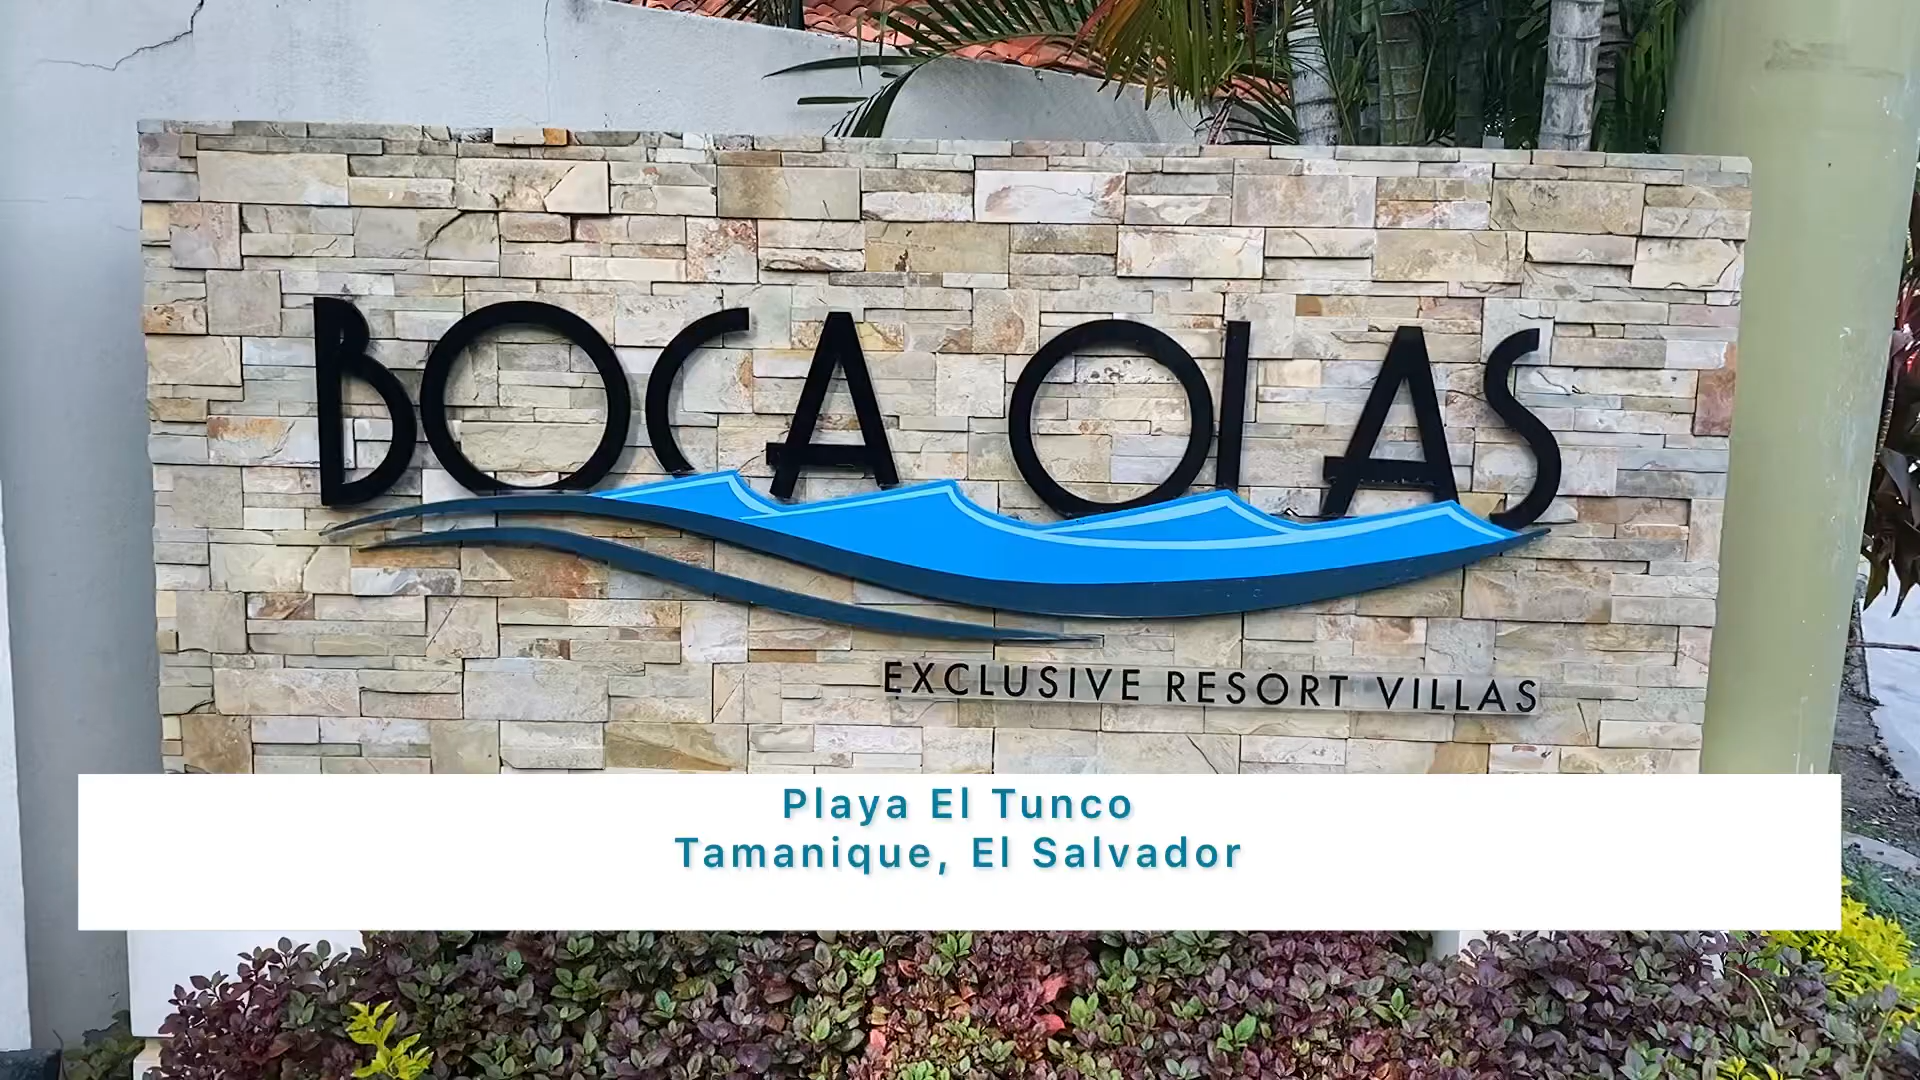 BOCA OLAS
EXCLUSIVE RESORT VILLAS
Playa El Tunco
Tamanique, El Salvador